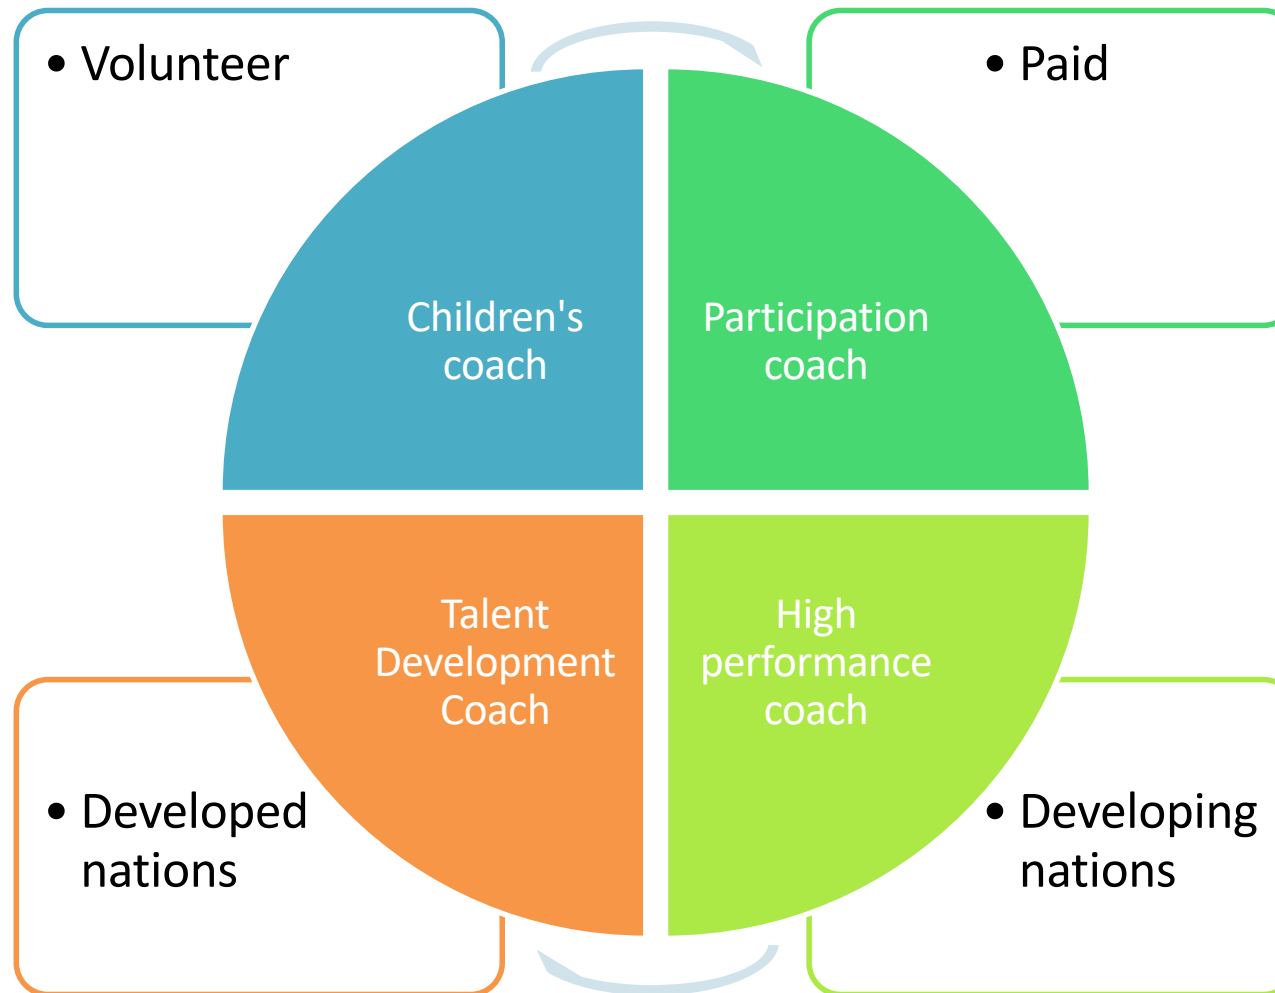 • Volunteer
• Paid
Children's
coach
Participation
coach
Talent
Development
Coach
High
performance
coach
• Developed
nations
• Developing
nations